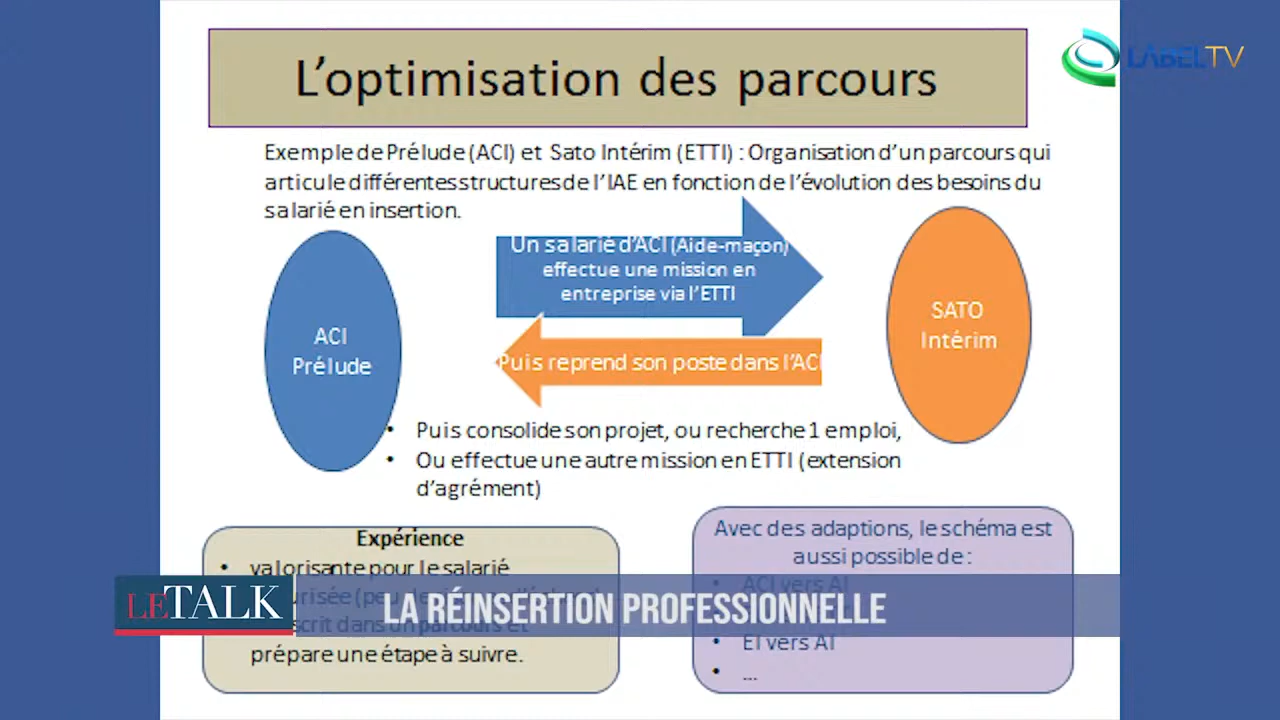 L'optimisation des parcours
LABEL TV
Exemple de Prélude (ACI) et Sato Intérim (ETTI) : Organisation d'un parcours qui
articule différentes structures de l'IAE en fonction de l'évolution des besoins du
salarié en insertion.
Un salarié d'ACI (Aide-maçon)
effectue une mission en
entreprise via l'ETTI
SATO
Intérim
ACI
Prélude
Puis reprend son poste dans l'ACI
• Puis consolide son projet, ou recherche 1 emploi,
• Ou effectue une autre mission en ETTI (extension
d'agrément)
Expérience
• valorisante pour le salarié
dans un parcours et
prépare une étape à suivre.
Avec des adaptions, le schéma est
aussi possible de :
• ACI vers AI
• EI vers AI
• ...
LE TALK
LA RÉINSERTION PROFESSIONNELLE